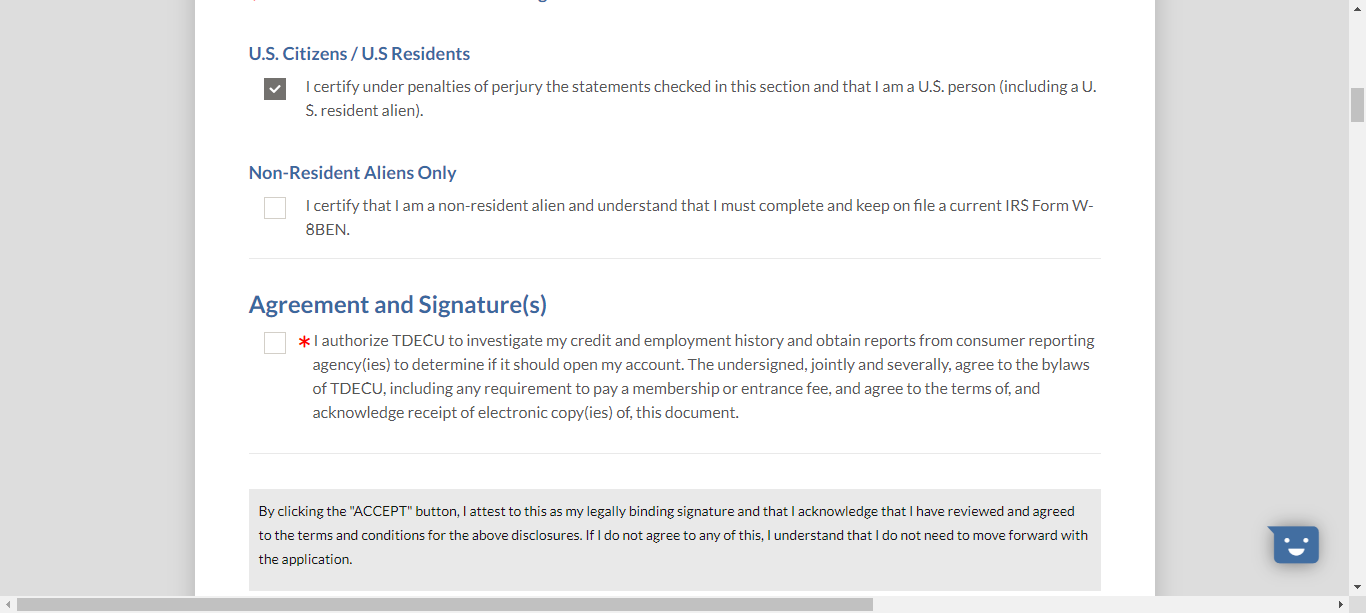 U.S. Citizens / U.S Residents
I certify under penalties of perjury the statements checked in this section and that I am a U.S. person (including a U.
S. resident alien).
Non-Resident Aliens Only
I certify that I am a non-resident alien and understand that I must complete and keep on file a current IRS Form W-
8BEN.
Agreement and Signature(s)
* I authorize TDECU to investigate my credit and employment history and obtain reports from consumer reporting
agency(ies) to determine if it should open my account. The undersigned, jointly and severally, agree to the bylaws
of TDECU, including any requirement to pay a membership or entrance fee, and agree to the terms of, and
acknowledge receipt of electronic copy(ies) of, this document.
By clicking the "ACCEPT" button, I attest to this as my legally binding signature and that I acknowledge that I have reviewed and agreed
to the terms and conditions for the above disclosures. If I do not agree to any of this, I understand that I do not need to move forward with
the application.